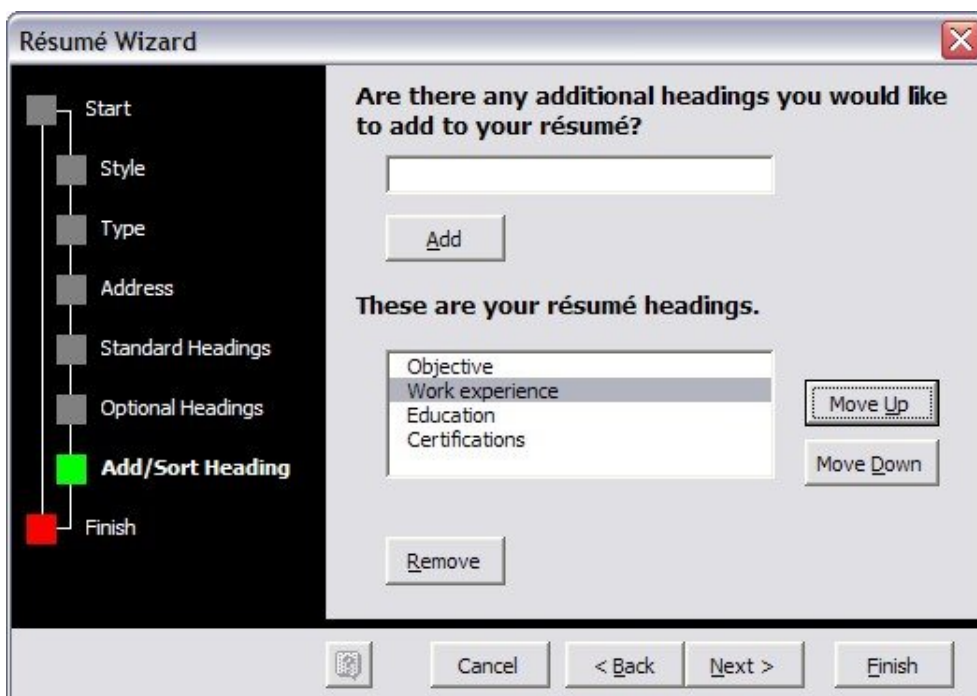 Résumé Wizard
Start
Style
Type
Address
Standard Headings
Optional Headings
Add/Sort Heading
Finish
Are there any additional headings you would like
to add to your résumé?
Add
These are your résumé headings.
Objective
Work experience
Education
Certifications
Move Up
Move Down
Remove
Cancel
< Back
Next >
Finish